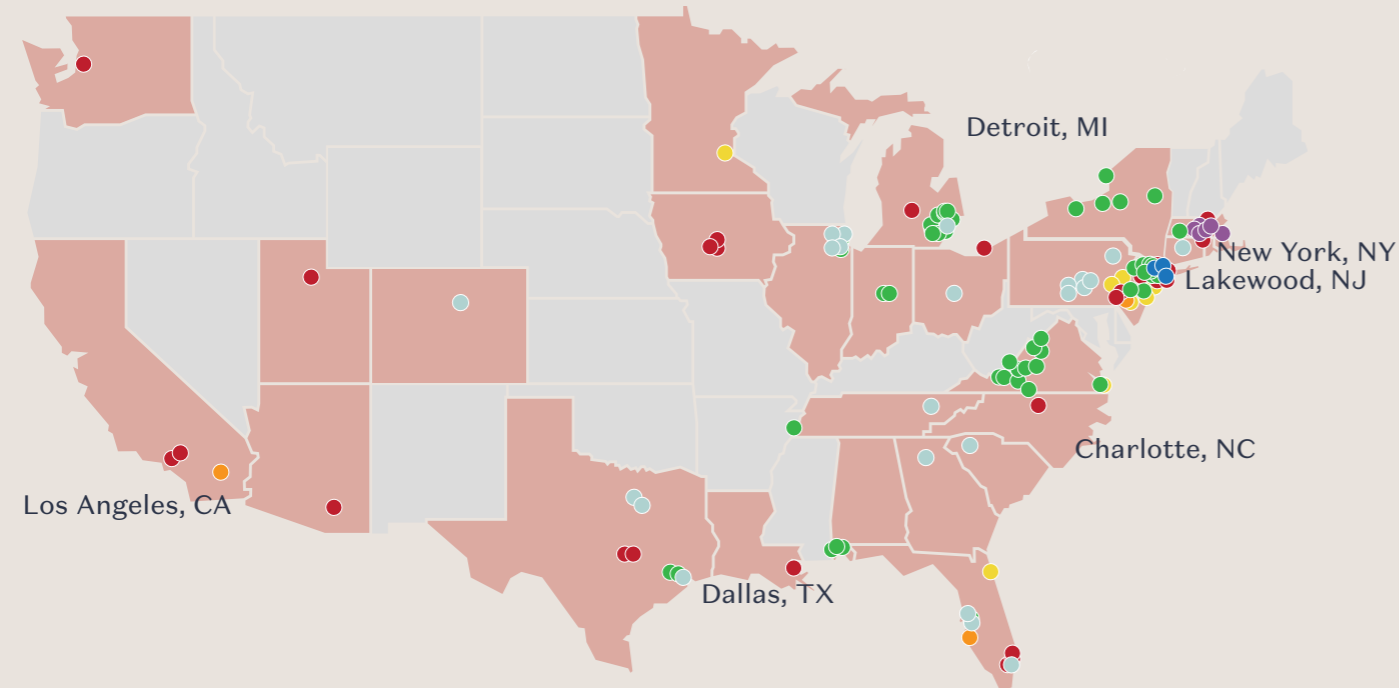 Detroit, MI
New York, NY
Lakewood, NJ
Charlotte, NC
Los Angeles, CA
Dallas, TX